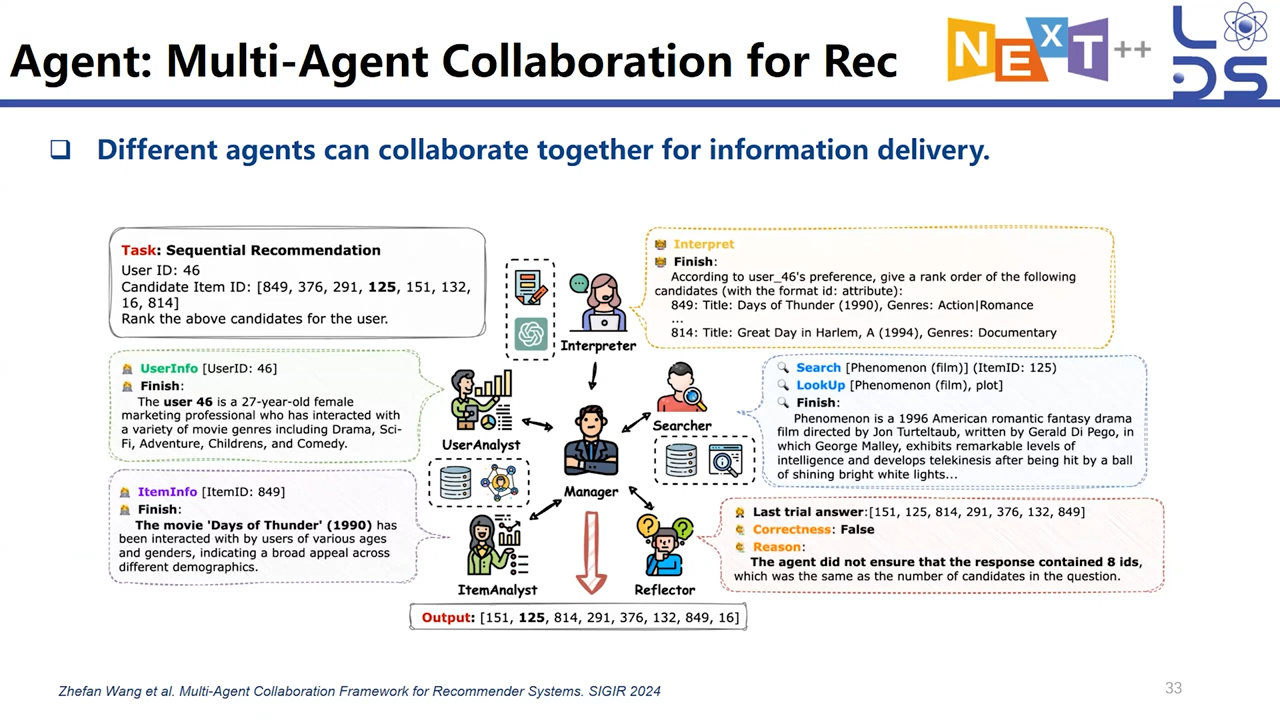 Agent: Multi-Agent Collaboration for Rec
NExT++
LDS
Different agents can collaborate together for information delivery.
Task: Sequential Recommendation
User ID: 46
Candidate Item ID: [849, 376, 291, 125, 151, 132,
16, 814]
Rank the above candidates for the user.
Interpreter
Interpret
Finish:
According to user_46's preference, give a rank order of the following
candidates (with the format id: attribute):
849: Title: Days of Thunder (1990), Genres: Action|Romance
...
814: Title: Great Day in Harlem, A (1994), Genres: Documentary
UserInfo [UserID: 46]
Finish:
The user 46 is a 27-year-old female
marketing professional who has interacted with
a variety of movie genres including Drama, Sci-
Fi, Adventure, Childrens, and Comedy.
UserAnalyst
Searcher
Search [Phenomenon (film)] (ItemID: 125)
LookUp [Phenomenon (film), plot]
Finish:
Phenomenon is a 1996 American romantic fantasy drama
film directed by Jon Turteltaub, written by Gerald Di Pego, in
which George Malley, exhibits remarkable levels of
intelligence and develops telekinesis after being hit by a ball
of shining bright white lights...
Manager
ItemInfo [ItemID: 849]
Finish:
The movie 'Days of Thunder' (1990) has
been interacted with by users of various ages
and genders, indicating a broad appeal across
different demographics.
ItemAnalyst
Reflector
Last trial answer:[151, 125, 814, 291, 376, 132, 849]
Correctness: False
Reason:
The agent did not ensure that the response contained 8 ids,
which was the same as the number of candidates in the question.
Output: [151, 125, 814, 291, 376, 132, 849, 16]
Zhefan Wang et al. Multi-Agent Collaboration Framework for Recommender Systems. SIGIR 2024
33